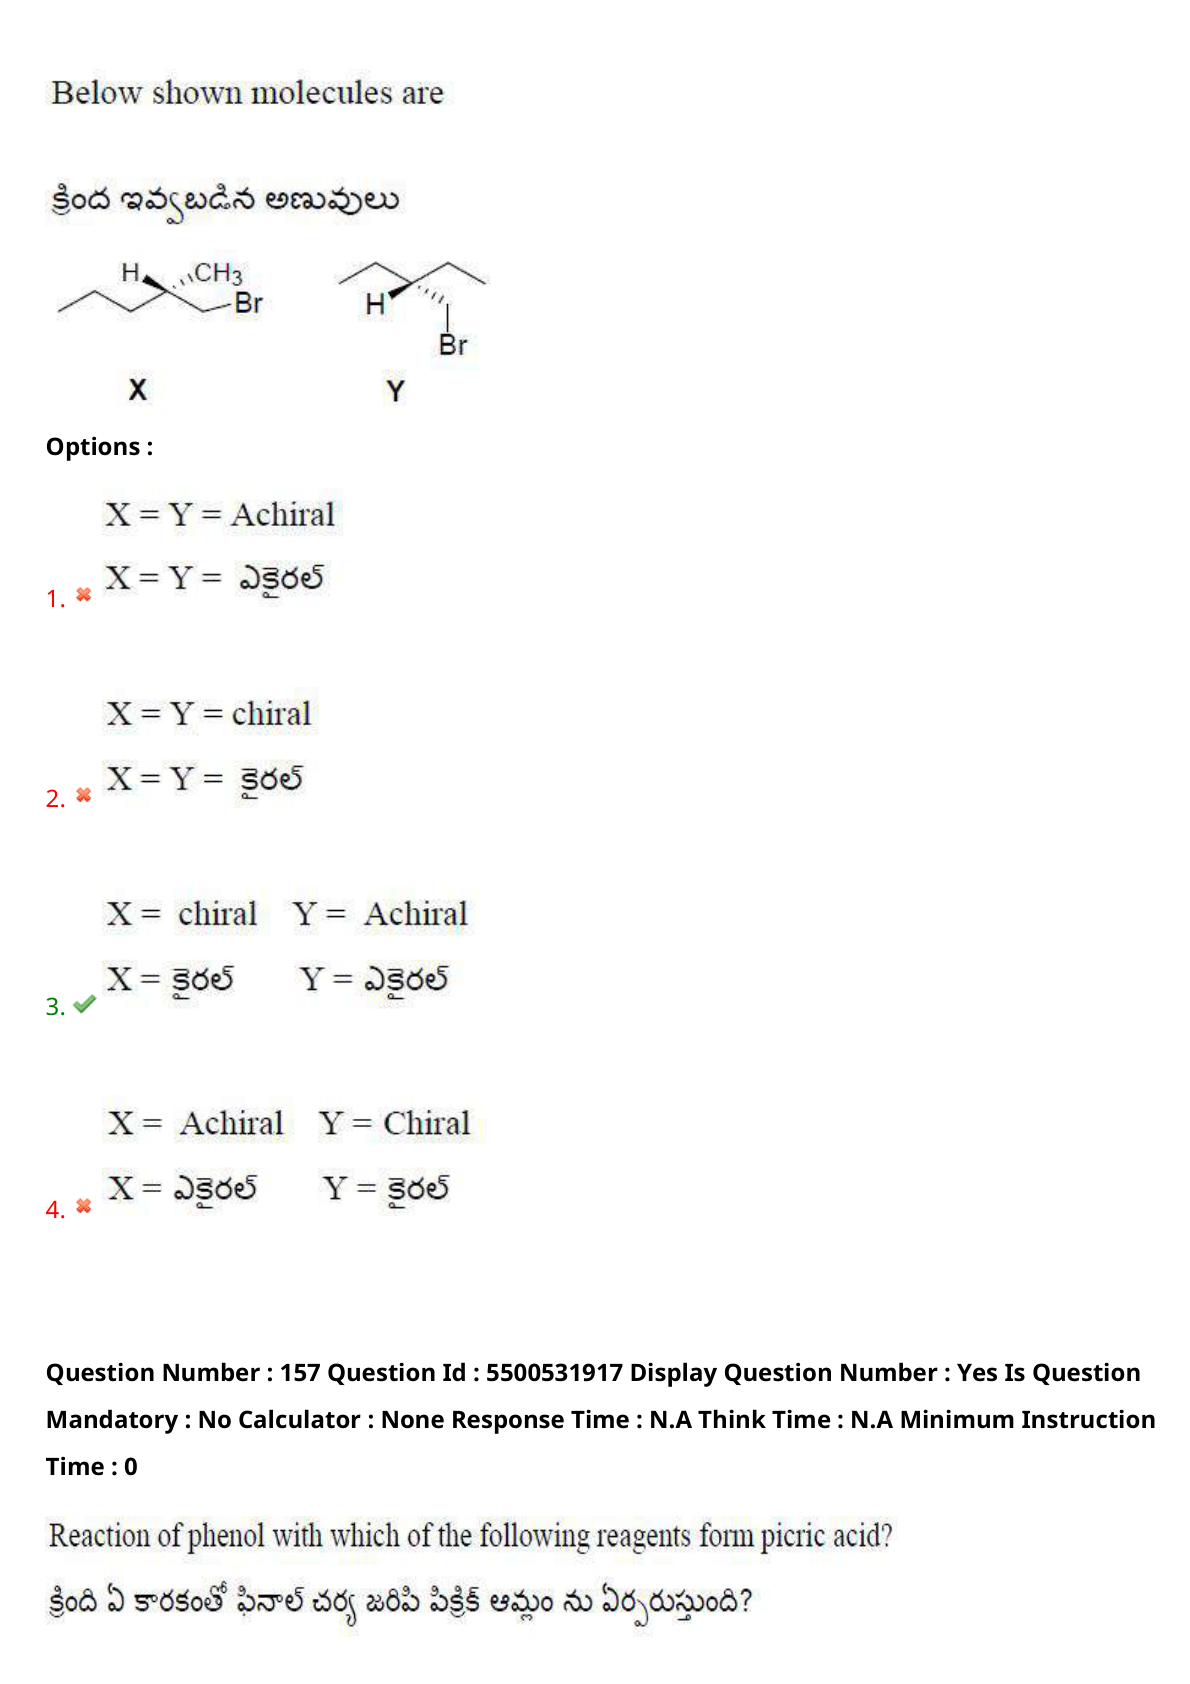 Below shown molecules are
క్రింద ఇవ్వబడిన అణువులు
H CH3 Br
H Br
X Y
Options :
X = Y = Achiral
X = Y = ఎకైరల్
1.
X = Y = chiral
X = Y = కైరల్
2.
X = chiral Y = Achiral
X = కైరల్ Y = ఎకైరల్
3.
X = Achiral Y = Chiral
X = ఎకైరల్ Y = కైరల్
4.
Question Number : 157 Question Id : 5500531917 Display Question Number : Yes Is Question
Mandatory : No Calculator : None Response Time : N.A Think Time : N.A Minimum Instruction
Time : 0
Reaction of phenol with which of the following reagents form picric acid?
క్రింది ఏ కారకంతో ఫినాల్ చర్య జరిపి పిక్రిక్ ఆమ్లం ను ఏర్పరుస్తుంది?